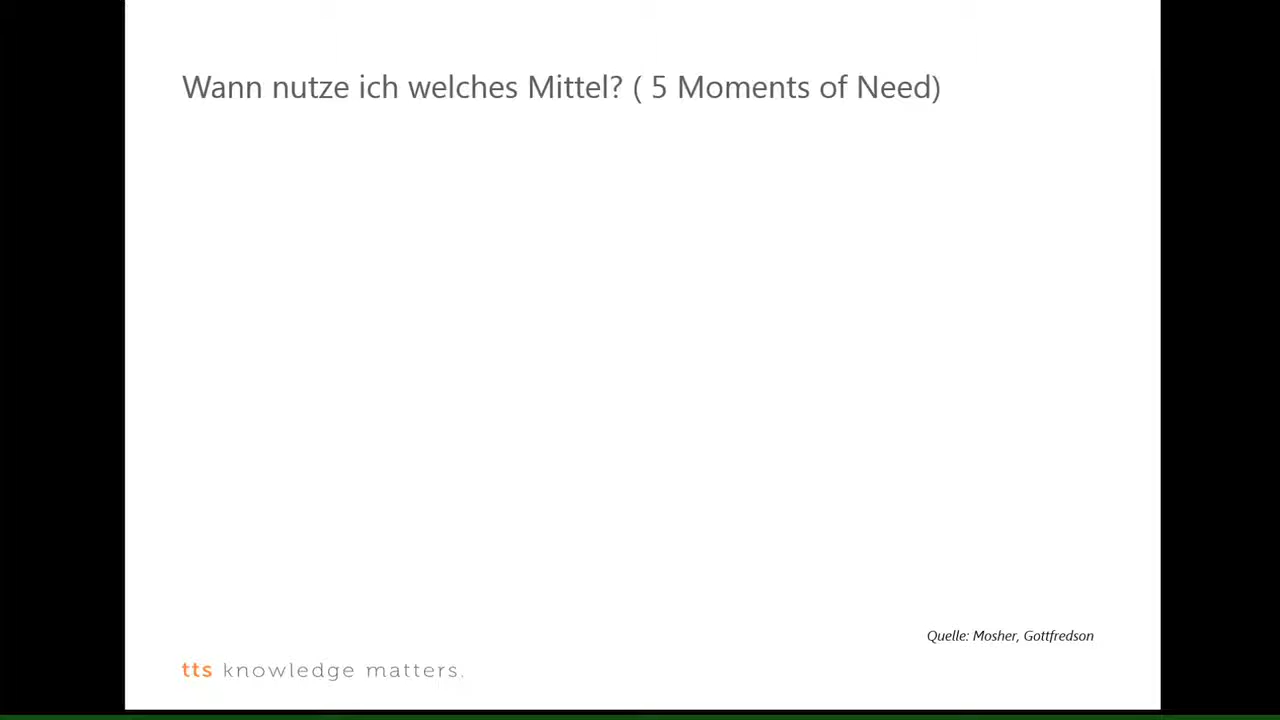 Wann nutze ich welches Mittel? ( 5 Moments of Need)
Quelle: Mosher, Gottfredson
tts knowledge matters.